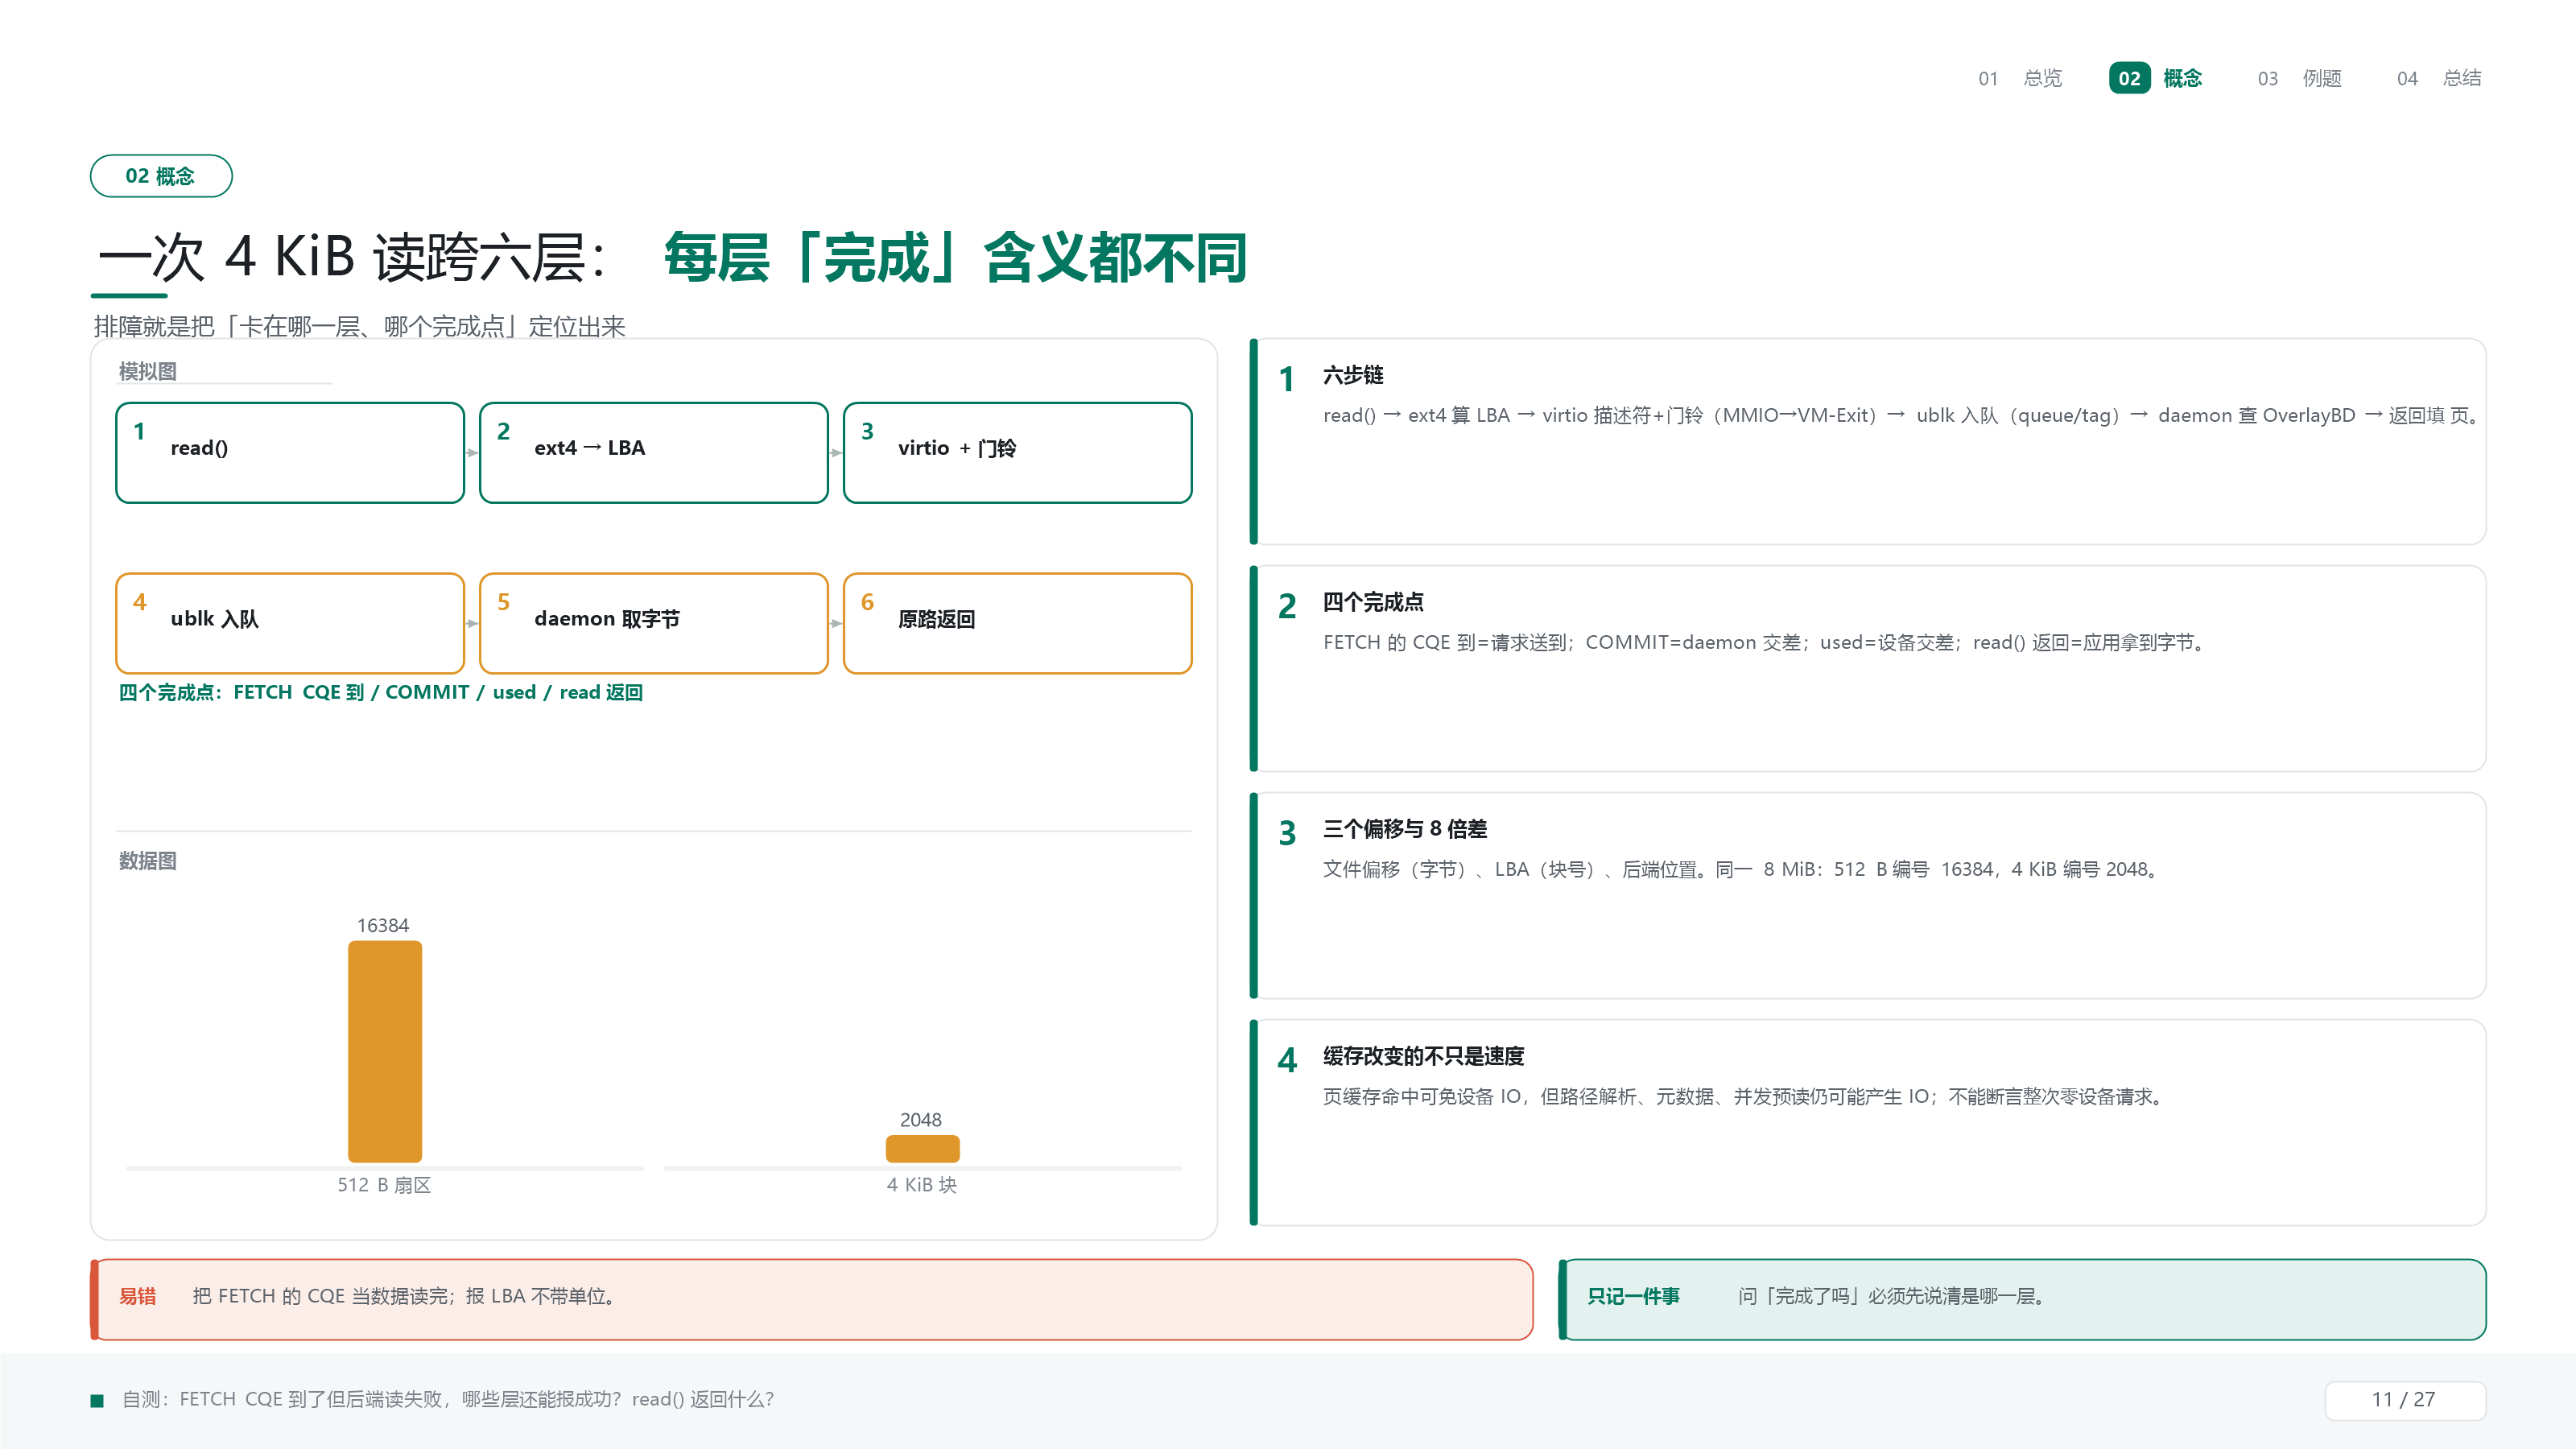 01 总览 02 概念 03 例题 04 总结
02 概念
一次 4 KiB 读跨六层： 每层「完成」含义都不同
排障就是把「卡在哪一层、哪个完成点」定位出来
模拟图
1 read()
2 ext4 → LBA
3 virtio + 门铃
4 ublk 入队
5 daemon 取字节
6 原路返回
四个完成点：FETCH CQE 到 / COMMIT / used / read 返回
数据图
16384
2048
512 B 扇区
4 KiB 块
1 六步链
read() → ext4 算 LBA → virtio 描述符+门铃（MMIO→VM-Exit）→ ublk 入队（queue/tag）→ daemon 查 OverlayBD → 返回填 页。
2 四个完成点
FETCH 的 CQE 到=请求送到；COMMIT=daemon 交差；used=设备交差；read() 返回=应用拿到字节。
3 三个偏移与 8 倍差
文件偏移（字节）、LBA（块号）、后端位置。同一 8 MiB：512 B 编号 16384，4 KiB 编号 2048。
4 缓存改变的不只是速度
页缓存命中可免设备 IO，但路径解析、元数据、并发预读仍可能产生 IO；不能断言整次零设备请求。
易错 把 FETCH 的 CQE 当数据读完；报 LBA 不带单位。
只记一件事 问「完成了吗」必须先说清是哪一层。
自测：FETCH CQE 到了但后端读失败，哪些层还能报成功？read() 返回什么？
11 / 27